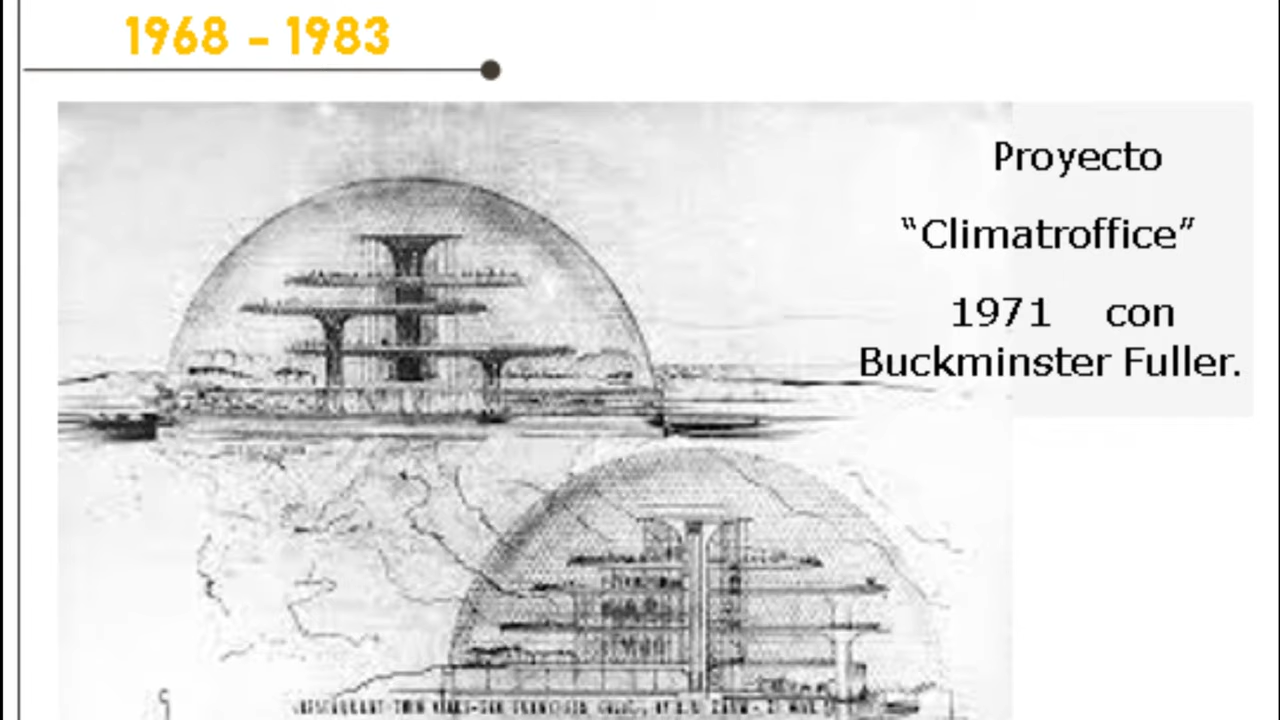 1968 - 1983
Proyecto
“Climatroffice”
1971 con
Buckminster Fuller.